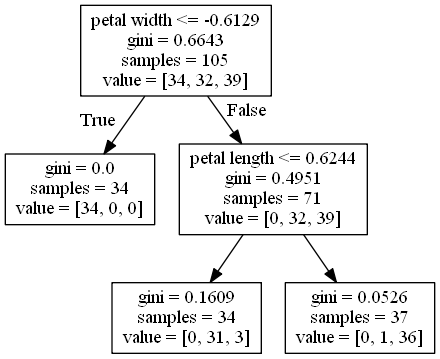 petal width <= -0.6129
gini = 0.6643
samples = 105
value = [34, 32, 39]
True
False
gini = 0.0
samples = 34
value = [34, 0, 0]
petal length <= 0.6244
gini = 0.4951
samples = 71
value = [0, 32, 39]
gini = 0.1609
samples = 34
value = [0, 31, 3]
gini = 0.0526
samples = 37
value = [0, 1, 36]